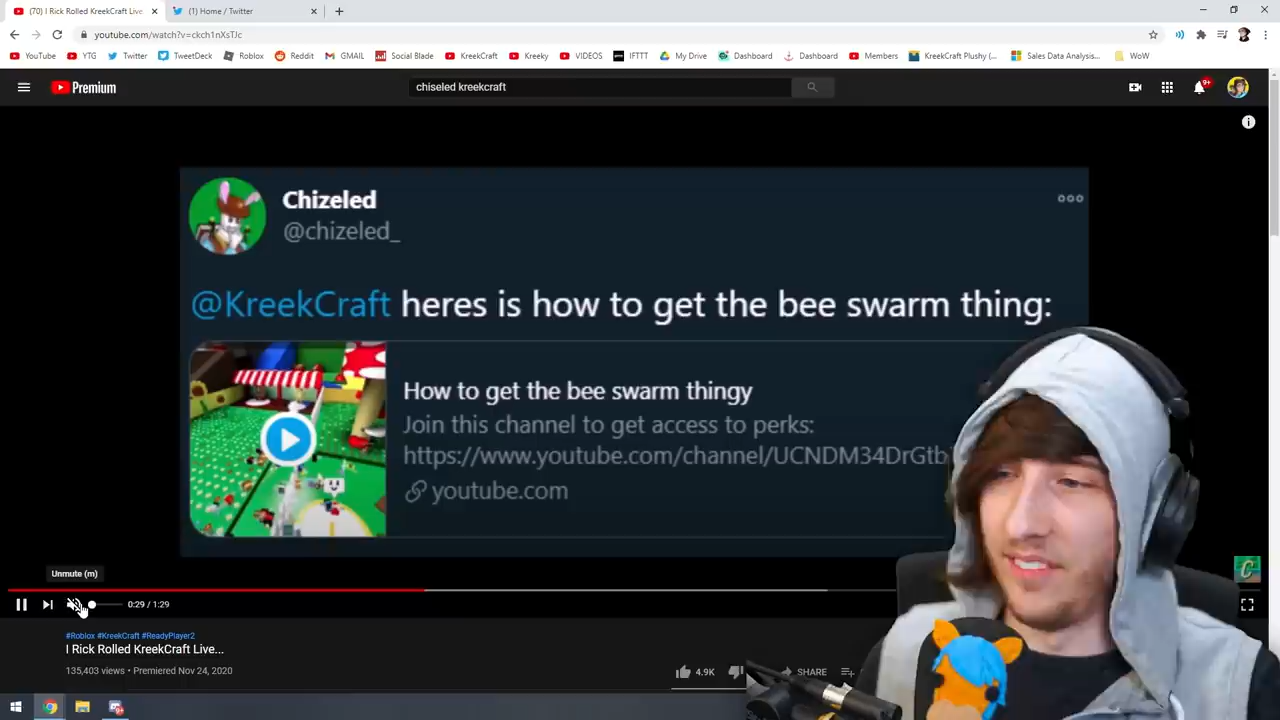 (70) I Rick Rolled KreekCraft Live
(1) Home / Twitter
youtube.com/watch?v=ckch1nXsTJc
YouTube YTG Twitter TweetDeck Roblox Reddit GMAIL Social Blade KreekCraft Kreeky VIDEOS IFTTT My Drive Dashboard Dashboard Members KreekCraft Plushy (... Sales Data Analysis... WoW
Premium
chiseled kreekcraft
9+
Chizeled
@chizeled_
@KreekCraft heres is how to get the bee swarm thing:
How to get the bee swarm thingy
Join this channel to get access to perks:
https://www.youtube.com/channel/UCNDM34DrGtb
youtube.com
Unmute (m)
0:29 / 1:29
#Roblox #KreekCraft #ReadyPlayer2
I Rick Rolled KreekCraft Live...
135,403 views • Premiered Nov 24, 2020
4.9K
SHARE